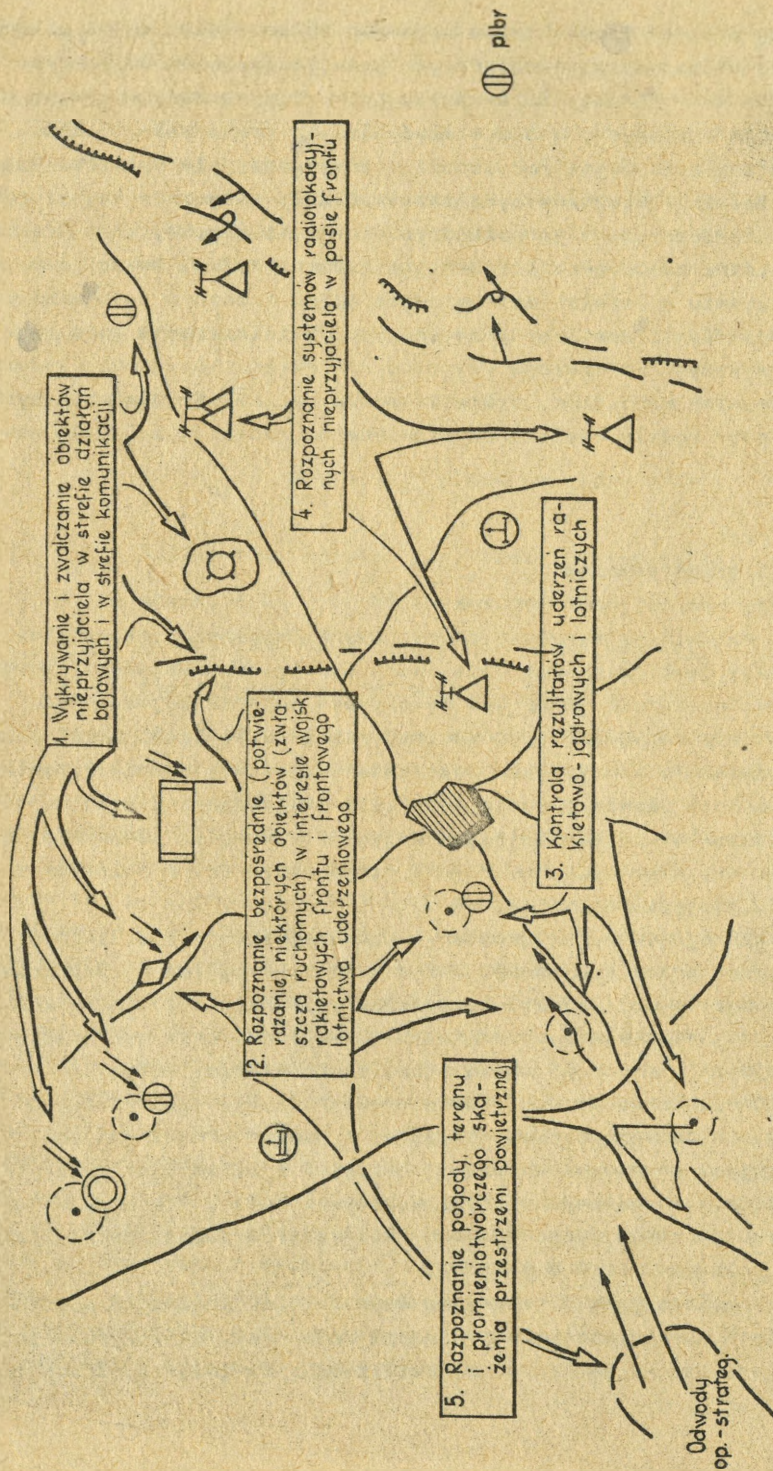 1. Wykrywanie i zwalczanie obiektów
nieprzyjaciela w strefie działań
bojowych i w strefie komunikacji
2. Rozpoznanie bezpośrednie (potwie-
rdzanie) niektórych obiektów (zwła-
szcza ruchomych) w interesie wojsk
rakietowych frontu i frontowego
lotnictwa uderzeniowego
3. Kontrola rezultatów uderzeń ra-
kietowo-jądrowych i lotniczych
4. Rozpoznanie systemów radiolokacyj-
nych nieprzyjaciela w pasie frontu
5. Rozpoznanie pogody, terenu
i promieniotwórczego ska-
żenia przestrzeni powietrznej
Odwody
op.-strateg.
plbr